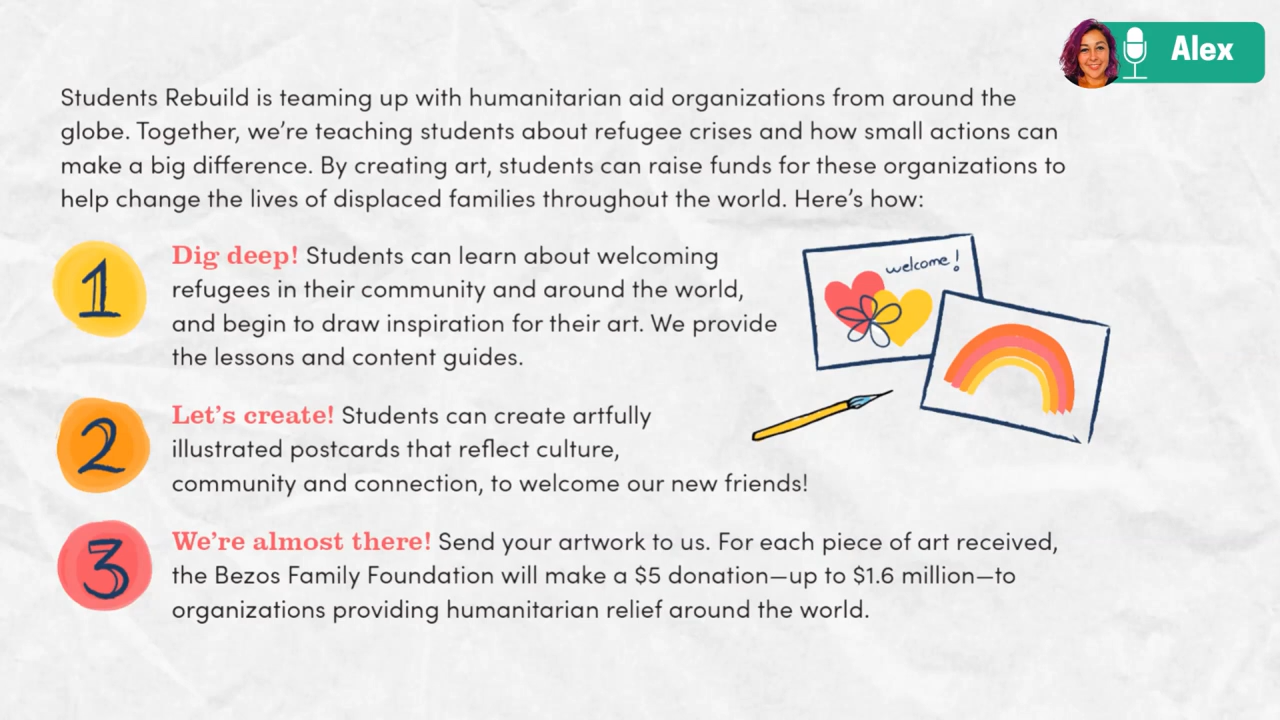 Alex
Students Rebuild is teaming up with humanitarian aid organizations from around the
globe. Together, we’re teaching students about refugee crises and how small actions can
make a big difference. By creating art, students can raise funds for these organizations to
help change the lives of displaced families throughout the world. Here’s how:
1
Dig deep! Students can learn about welcoming
refugees in their community and around the world,
and begin to draw inspiration for their art. We provide
the lessons and content guides.
welcome!
2
Let’s create! Students can create artfully
illustrated postcards that reflect culture,
community and connection, to welcome our new friends!
3
We’re almost there! Send your artwork to us. For each piece of art received,
the Bezos Family Foundation will make a $5 donation—up to $1.6 million—to
organizations providing humanitarian relief around the world.